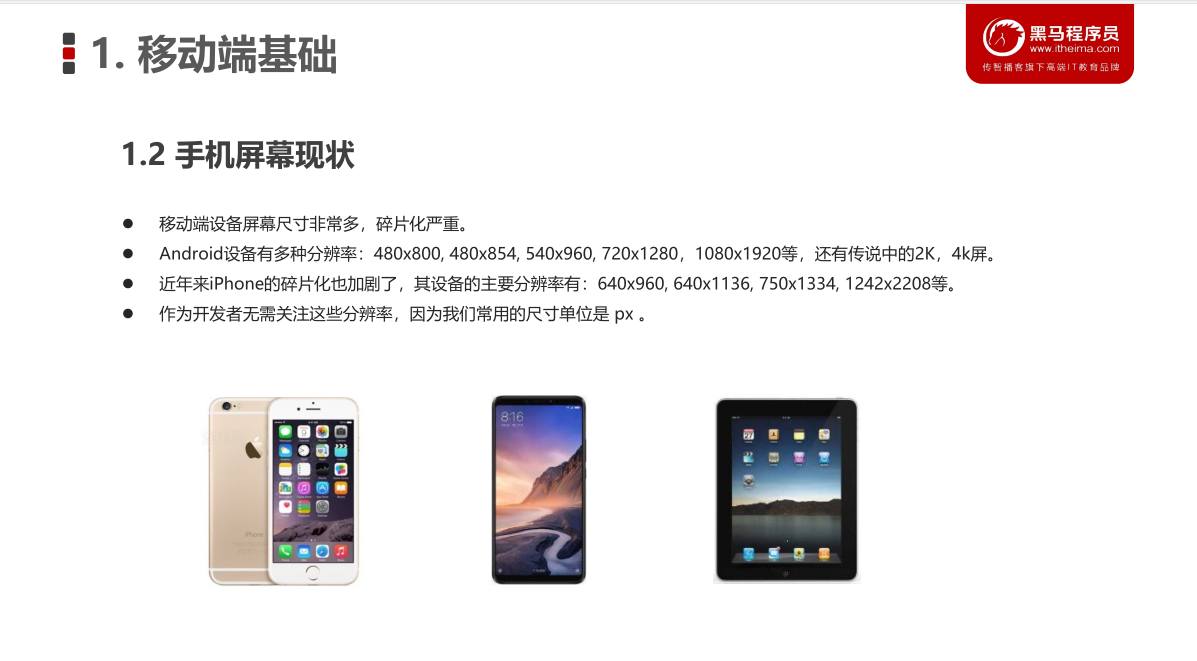 1. 移动端基础
黑马程序员
www.itheima.com
传智播客旗下高端IT教育品牌
1.2 手机屏幕现状
● 移动端设备屏幕尺寸非常多，碎片化严重。
● Android设备有多种分辨率：480x800, 480x854, 540x960, 720x1280，1080x1920等，还有传说中的2K，4k屏。
● 近年来iPhone的碎片化也加剧了，其设备的主要分辨率有：640x960, 640x1136, 750x1334, 1242x2208等。
● 作为开发者无需关注这些分辨率，因为我们常用的尺寸单位是 px 。
8:16
iPhone
27